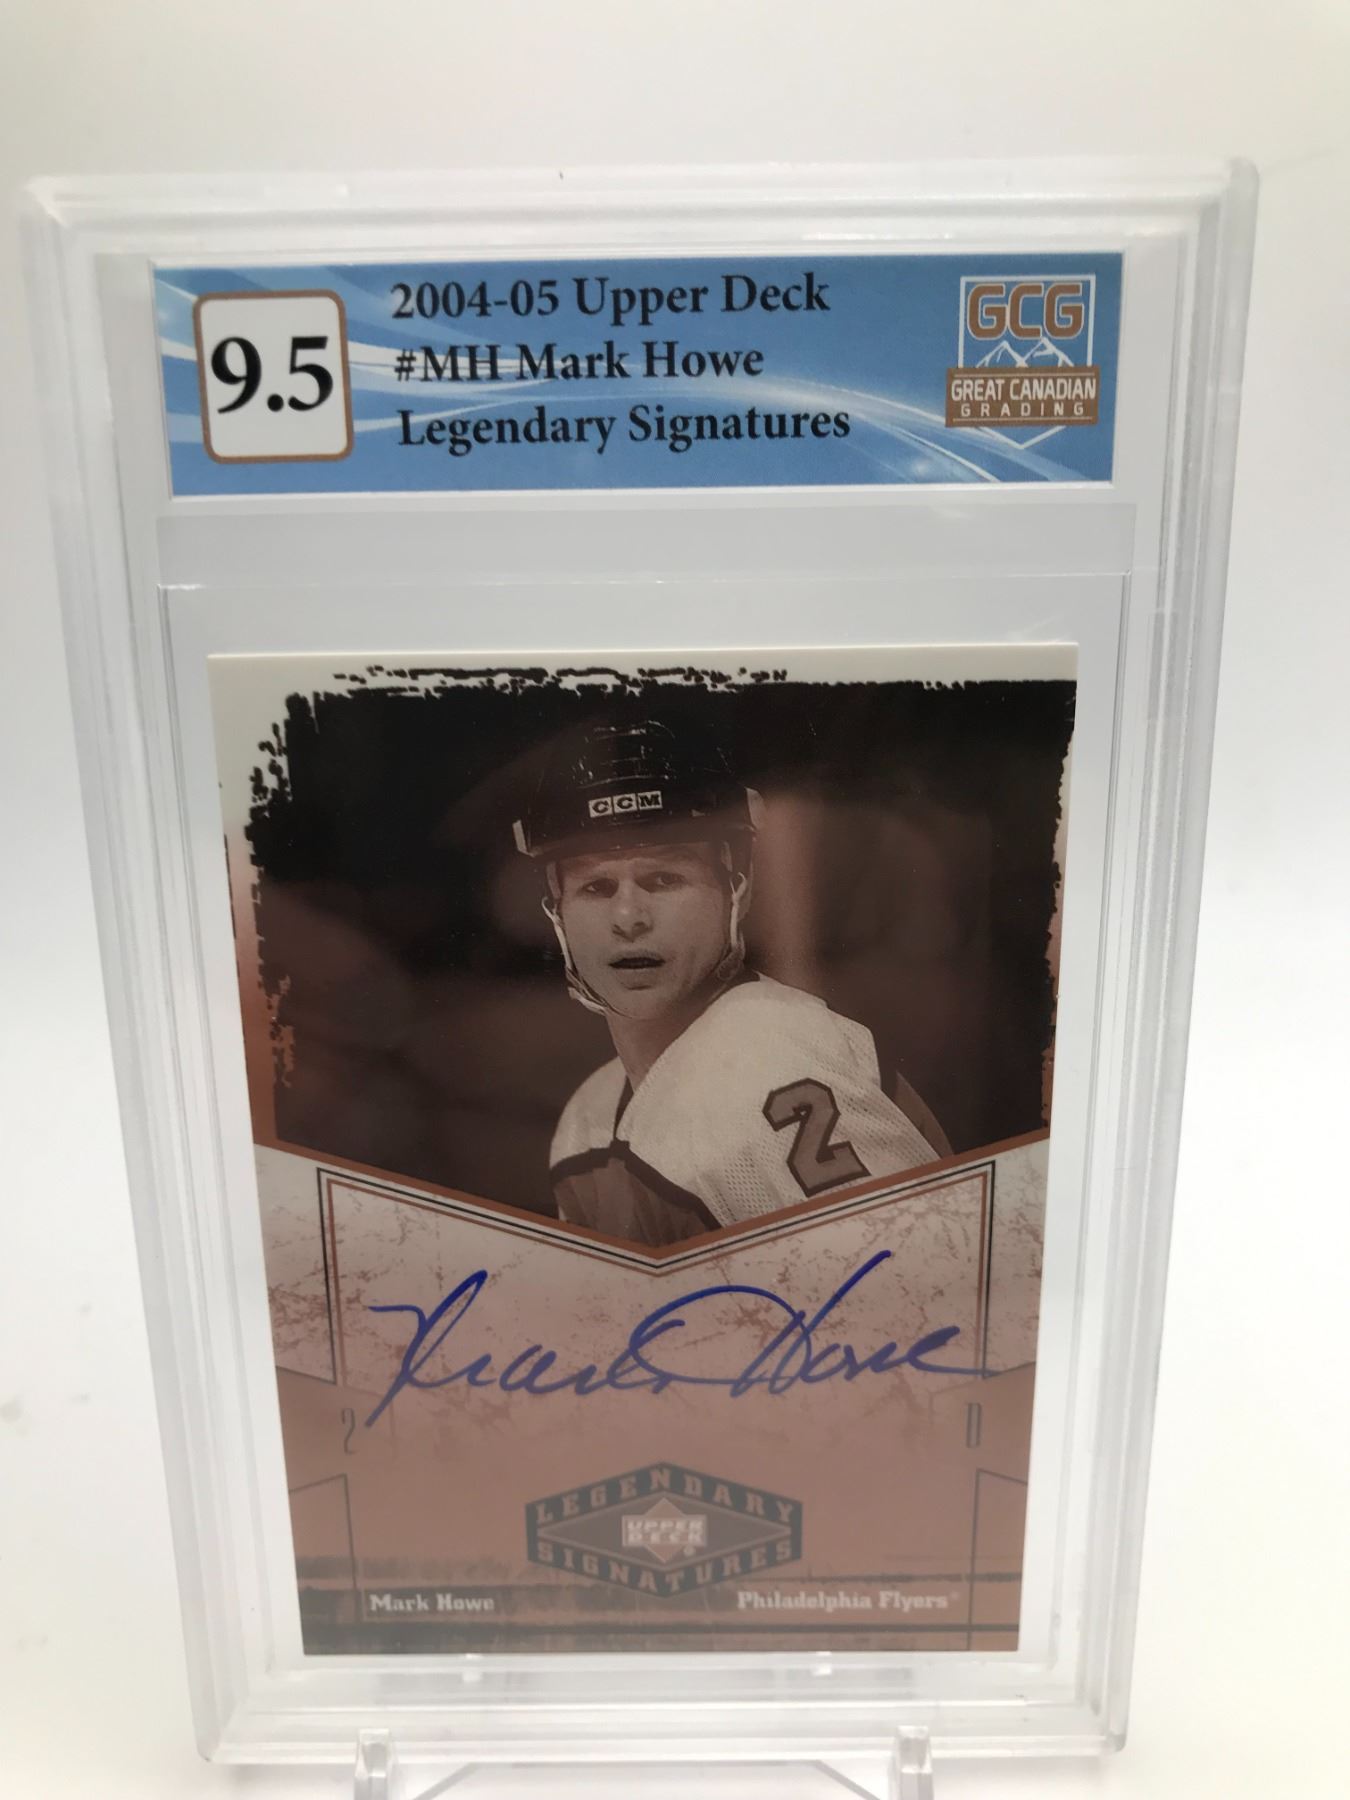 9.5
2004-05 Upper Deck
#MH Mark Howe
Legendary Signatures
GCG
GREAT CANADIAN
GRADING
CCM
2
Mark Howe
2 D
LEGENDARY
UPPER
DECK
SIGNATURES
Mark Howe Philadelphia Flyers